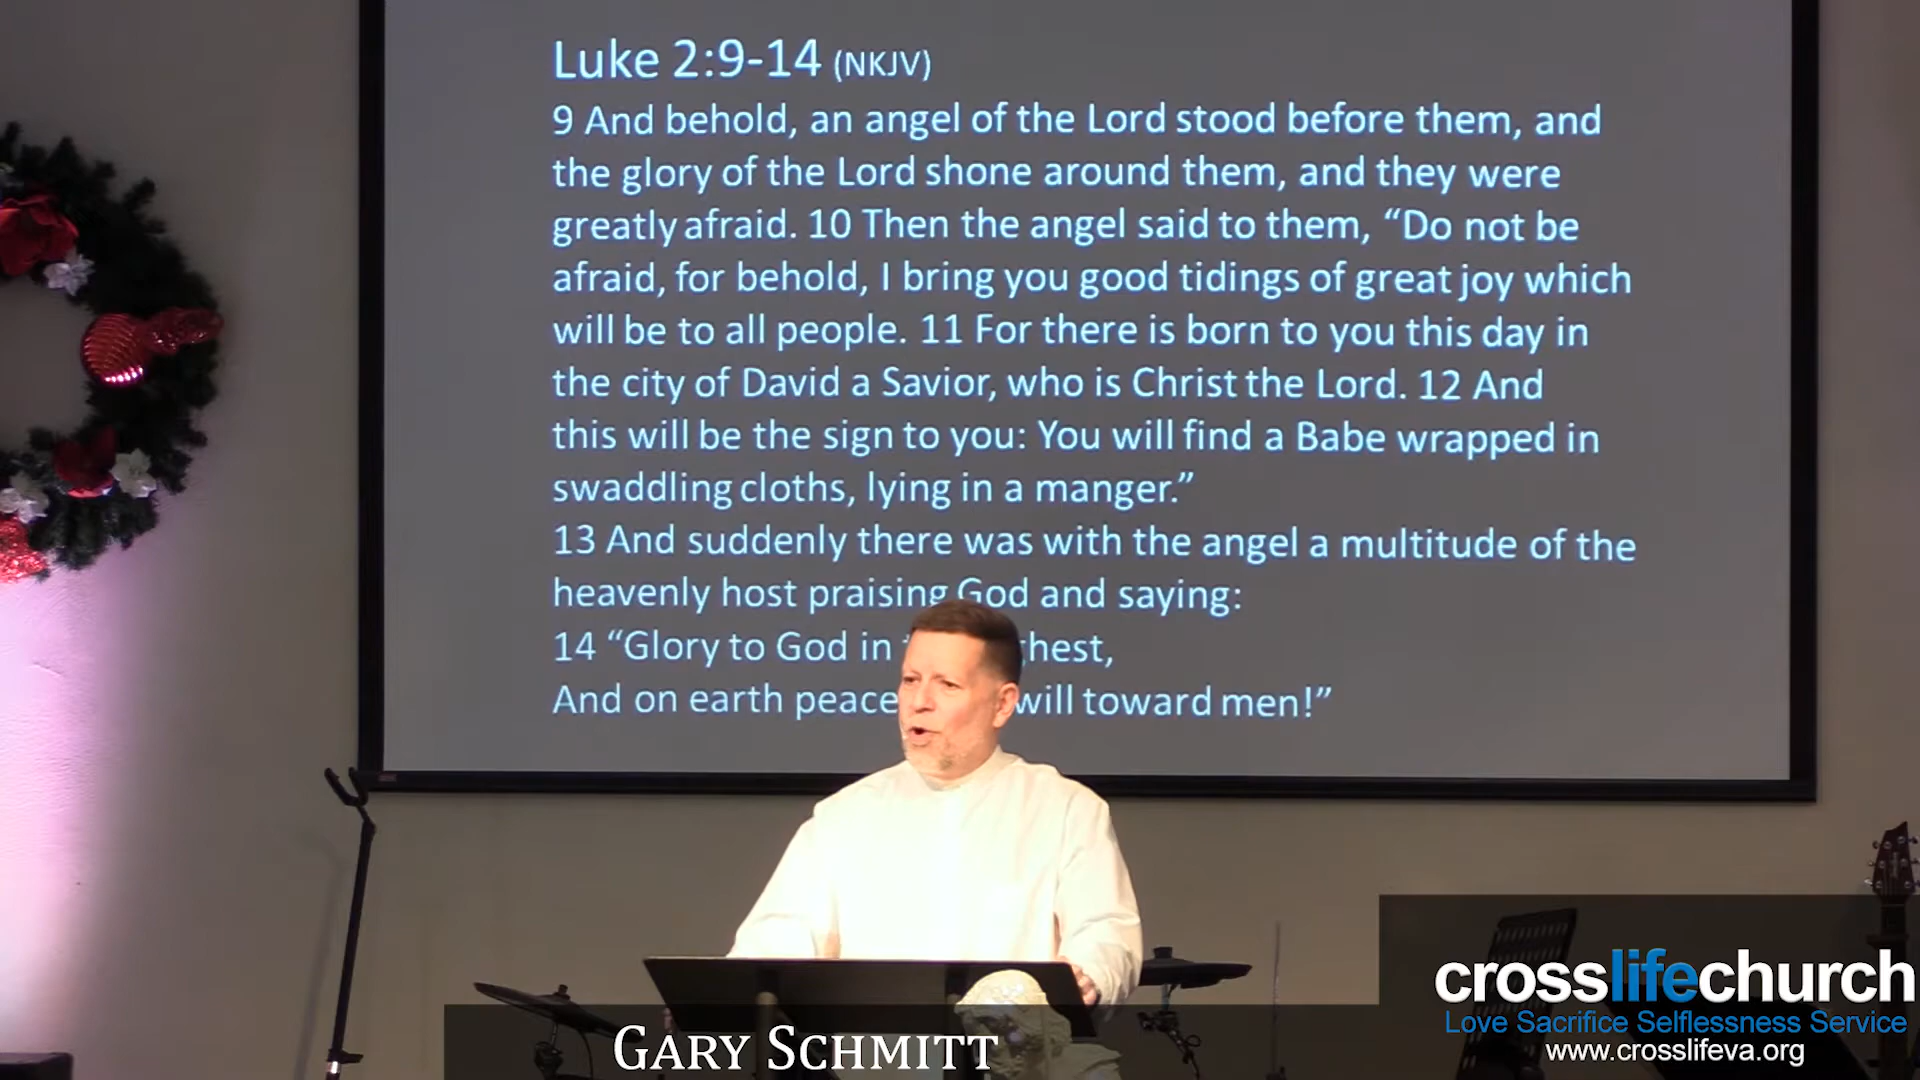 Luke 2:9-14 (NKJV)
9 And behold, an angel of the Lord stood before them, and
the glory of the Lord shone around them, and they were
greatly afraid. 10 Then the angel said to them, “Do not be
afraid, for behold, I bring you good tidings of great joy which
will be to all people. 11 For there is born to you this day in
the city of David a Savior, who is Christ the Lord. 12 And
this will be the sign to you: You will find a Babe wrapped in
swaddling cloths, lying in a manger.”
13 And suddenly there was with the angel a multitude of the
heavenly host praising God and saying:
14 “Glory to God in
And on earth peace will toward men!”
GARY SCHMITT
crosslifechurch
Love Sacrifice Selflessness Service
www.crosslifeva.org